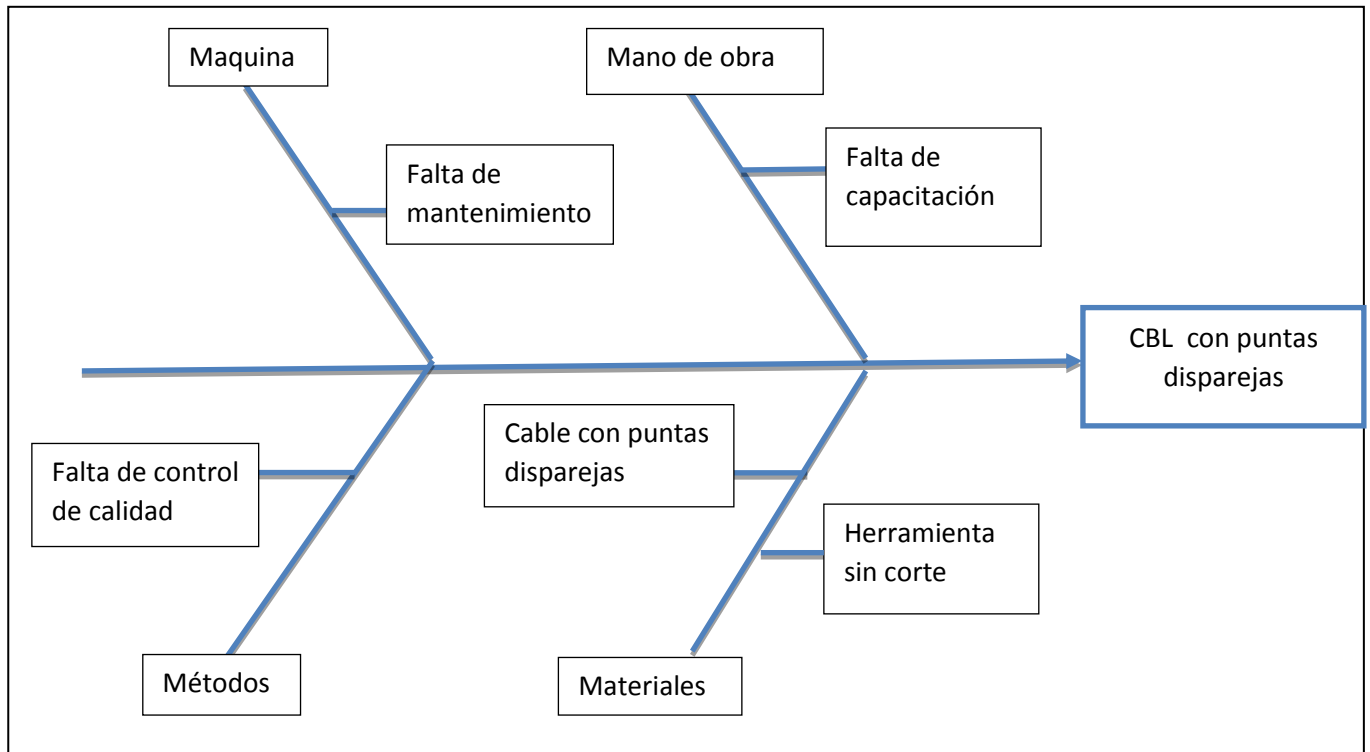 Maquina
Mano de obra
Falta de
mantenimiento
Falta de
capacitación
CBL con puntas
disparejas
Cable con puntas
disparejas
Falta de control
de calidad
Herramienta
sin corte
Métodos
Materiales